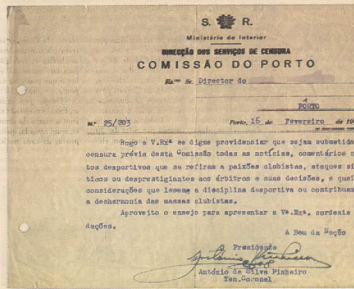 S. R.
Ministério do Interior
DIRECÇÃO DOS SERVIÇOS DE CENSURA
COMISSÃO DO PORTO
Exmo Sr. Director do
PORTO
N.º 25/203 Porto, 16 de Fevereiro de 19
Rogo a V.Exª se digne providenciar que sejam submetida
censura prévia desta Comissão todas as notícias, comentários
tos desportivos que se refiram a paixões clubistas, ataques
ticos ou desprestigiantes aos árbitros e suas decisões, e
considerações que lesem a disciplina desportiva ou contribuam
a desharmonia das massas clubistas.
Aproveito o ensejo para apresentar a Vª.Exª. cordeais
dações.
A Bem da Nação
O Presidente
António da Silva Pinheiro
Ten.Coronel